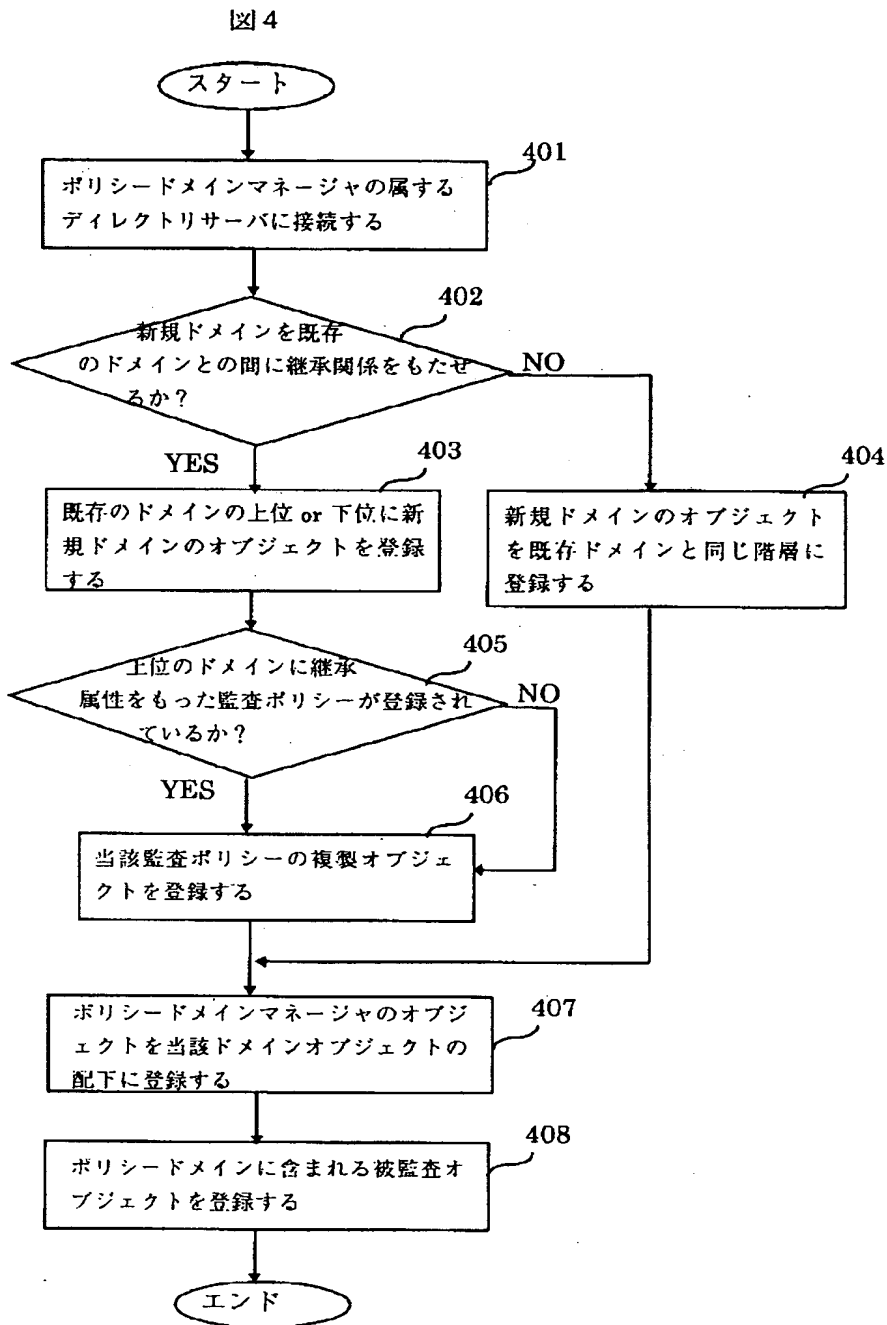 図4
スタート
401
ポリシードメインマネージャの属する
ディレクトリサーバに接続する
402
新規ドメインを既存
のドメインとの間に継承関係をもたせ
るか？
NO
YES
403
既存のドメインの上位 or 下位に新
規ドメインのオブジェクトを登録
する
404
新規ドメインのオブジェクト
を既存ドメインと同じ階層に
登録する
405
上位のドメインに継承
属性をもった監査ポリシーが登録され
ているか？
NO
YES
406
当該監査ポリシーの複製オブジェ
クトを登録する
407
ポリシードメインマネージャのオブジ
ェクトを当該ドメインオブジェクトの
配下に登録する
408
ポリシードメインに含まれる被監査オ
ブジェクトを登録する
エンド